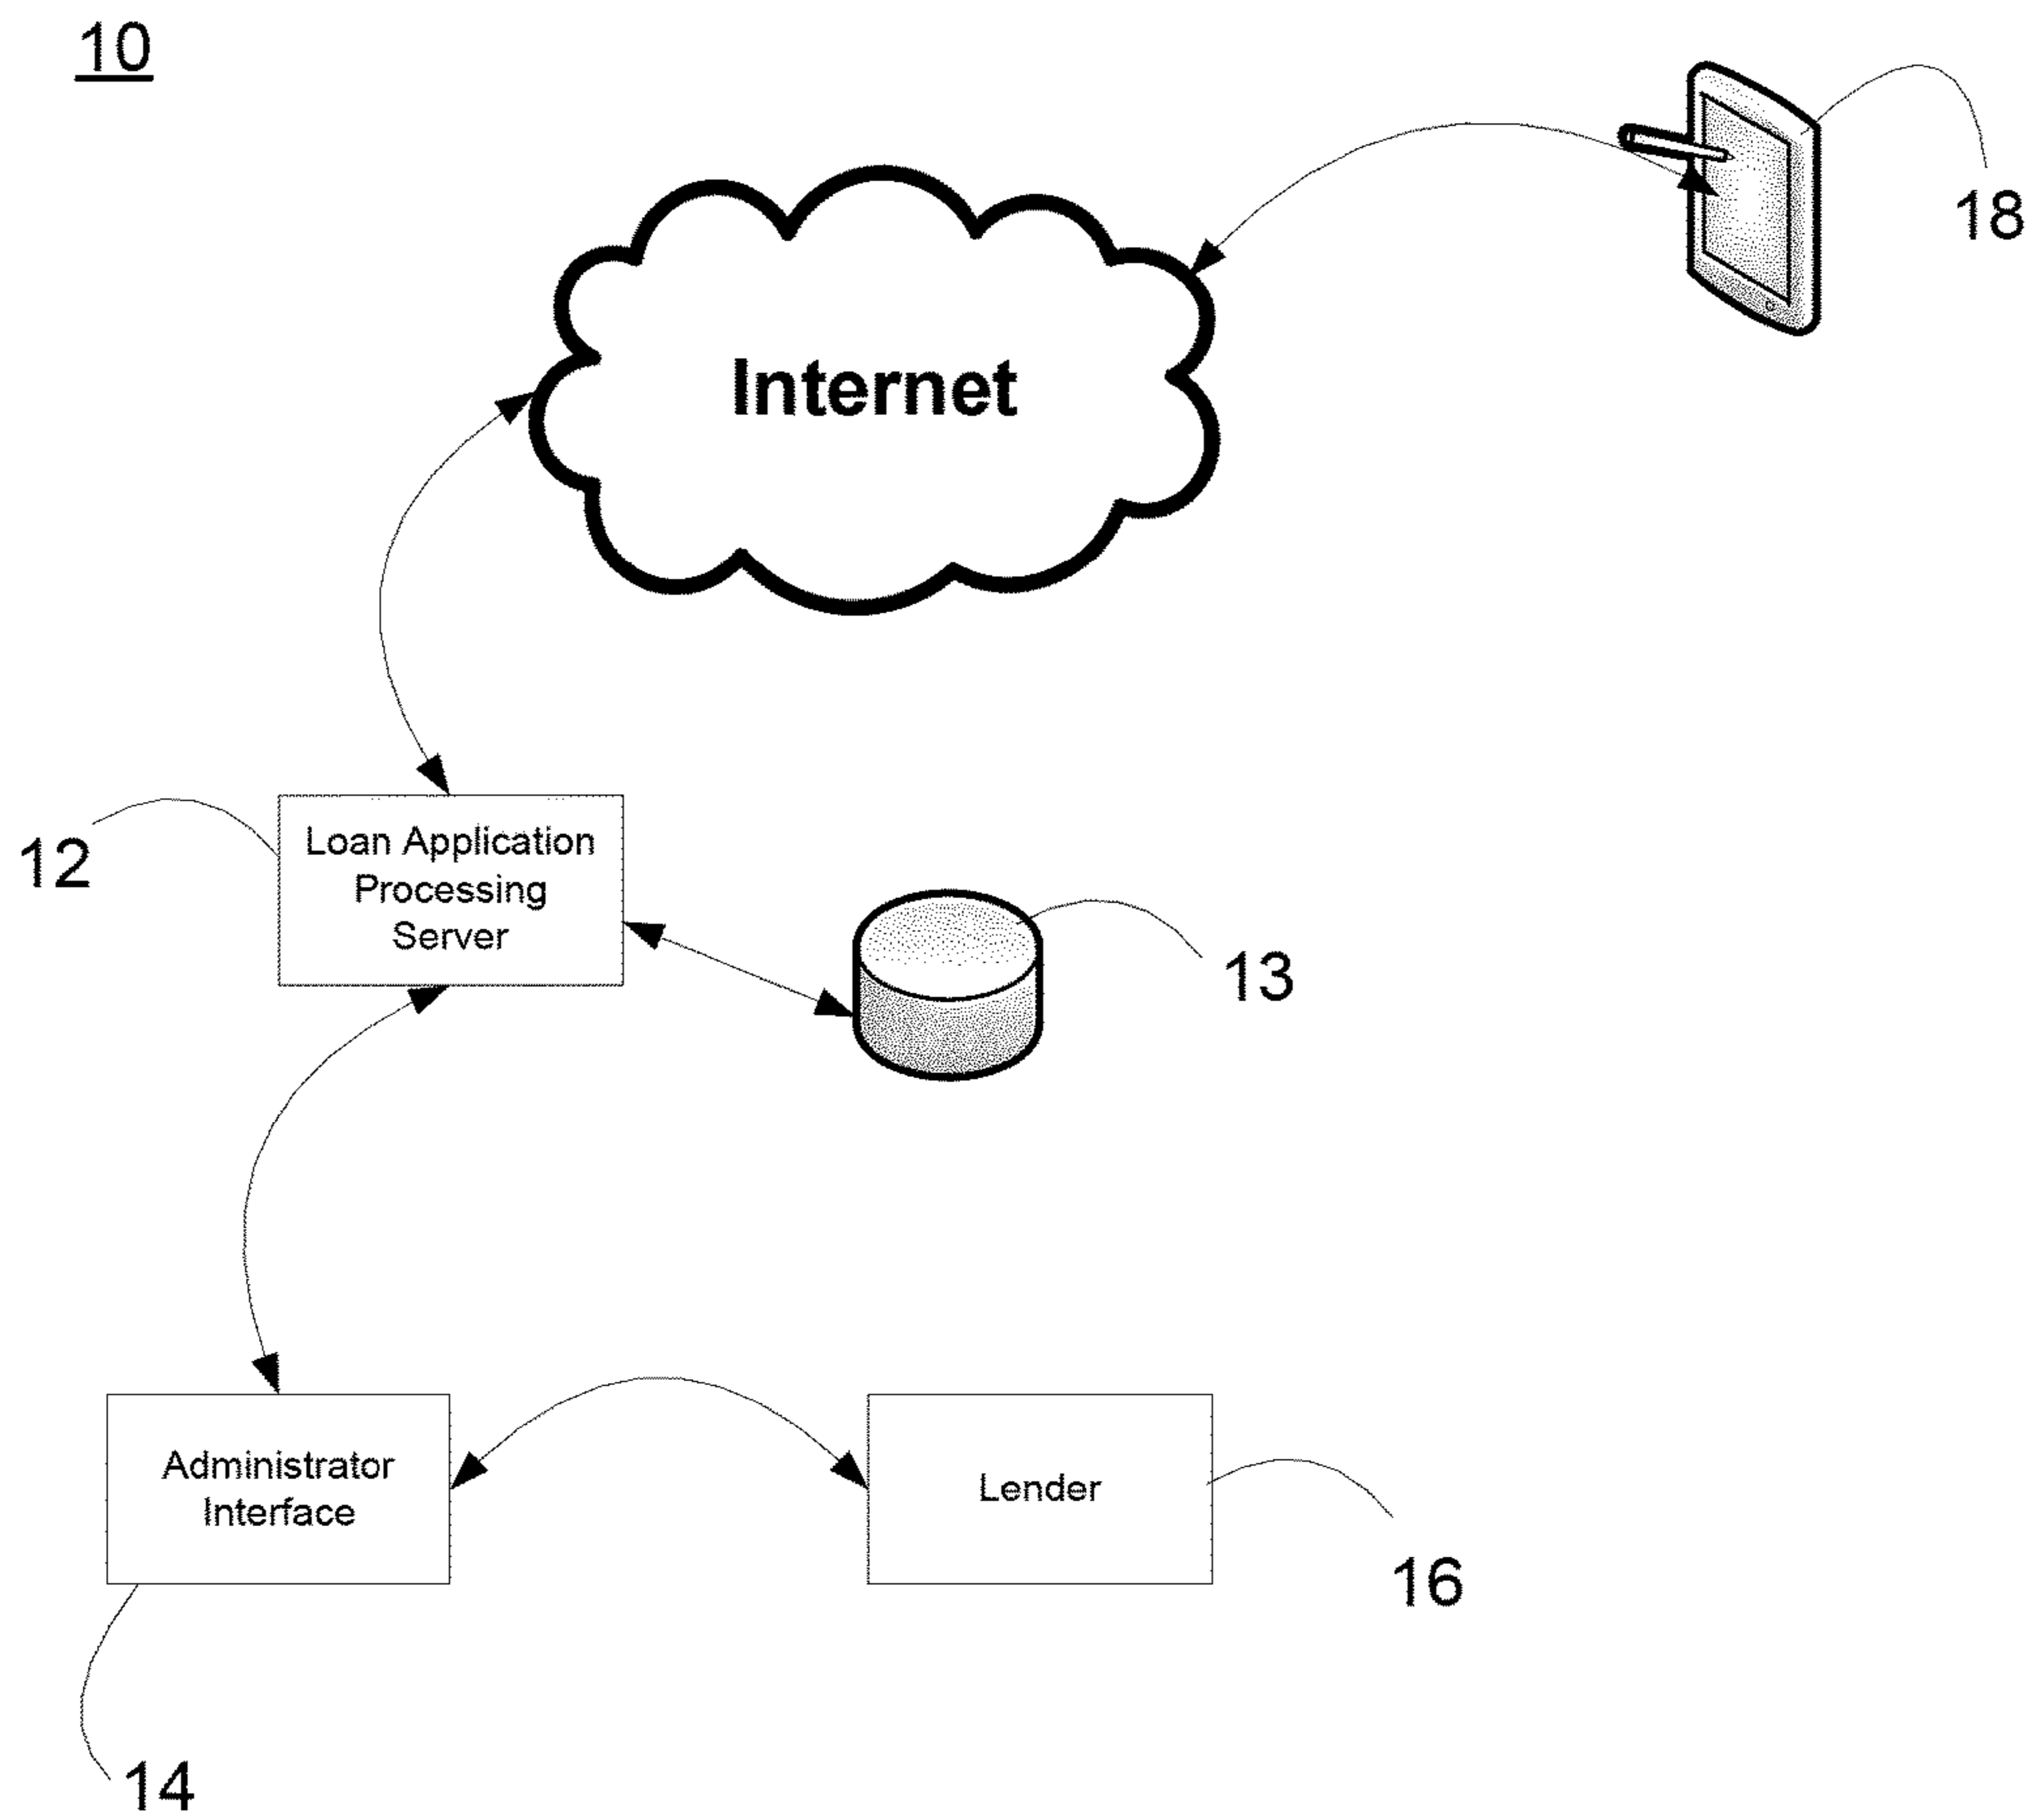 10
18
Internet
Loan Application
Processing
Server
12
13
Administrator
Interface
Lender
16
14